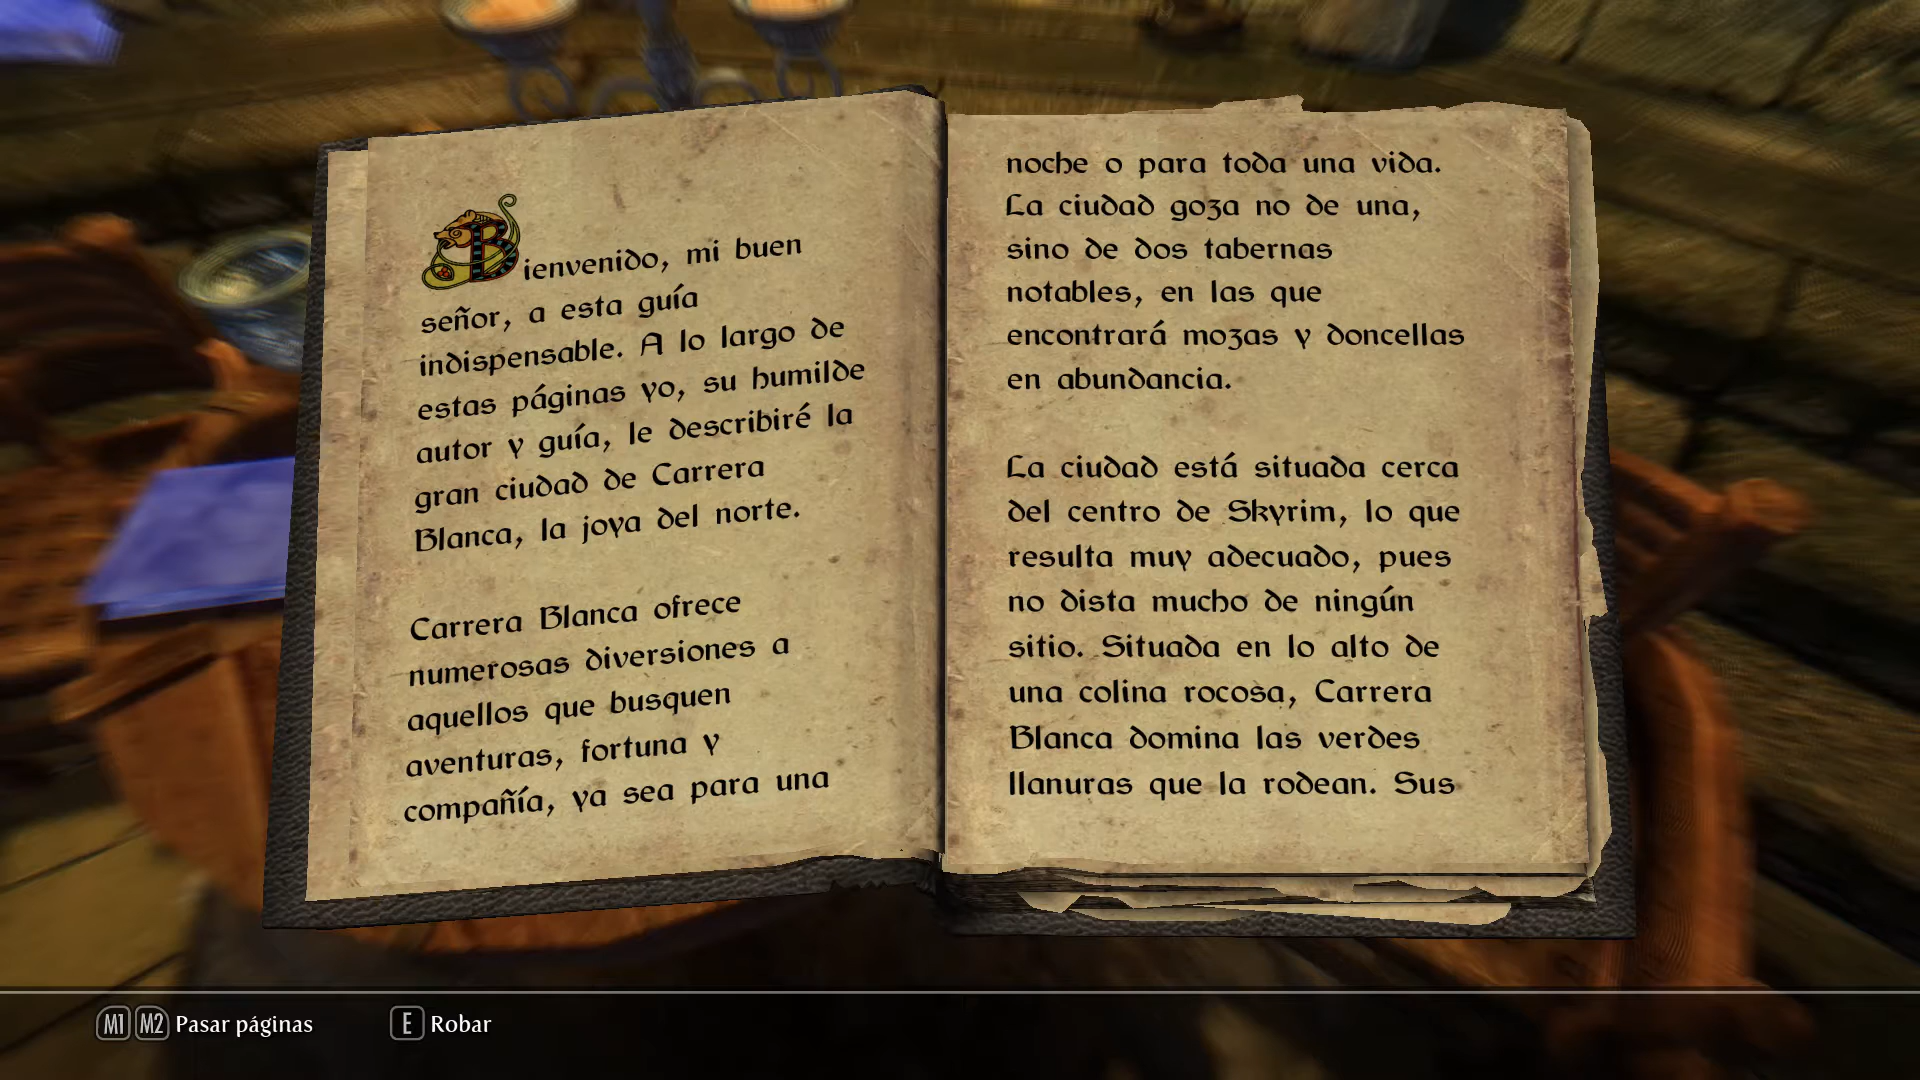 Bienvenido, mi buen
señor, a esta guía
indispensable. A lo largo de
estas páginas yo, su humilde
autor y guía, le describiré la
gran ciudad de Carrera
Blanca, la joya del norte.
Carrera Blanca ofrece
numerosas diversiones a
aquellos que busquen
aventuras, fortuna y
compañía, ya sea para una
noche o para toda una vida.
La ciudad goza no de una,
sino de dos tabernas
notables, en las que
encontrará mozas y doncellas
en abundancia.
La ciudad está situada cerca
del centro de Skyrim, lo que
resulta muy adecuado, pues
no dista mucho de ningún
sitio. Situada en lo alto de
una colina rocosa, Carrera
Blanca domina las verdes
llanuras que la rodean. Sus
M1 M2 Pasar páginas E Robar